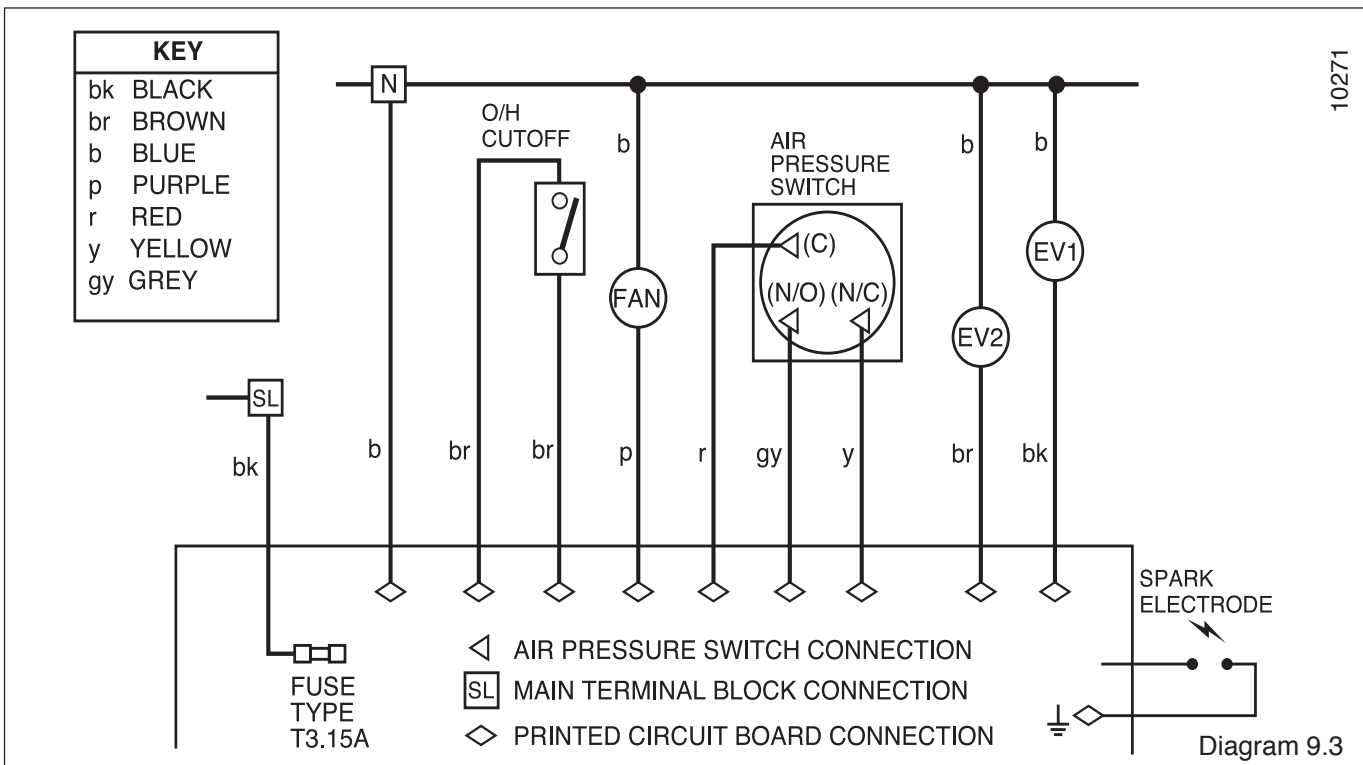 KEY
bk BLACK
br BROWN
b BLUE
p PURPLE
r RED
y YELLOW
gy GREY
10271
N
O/H
CUTOFF
b
AIR
PRESSURE
SWITCH
b
b
(C)
(N/O) (N/C)
FAN
EV1
EV2
SL
bk
b
br
br
p
r
gy
y
br
bk
SPARK
ELECTRODE
FUSE
TYPE
T3.15A
AIR PRESSURE SWITCH CONNECTION
SL MAIN TERMINAL BLOCK CONNECTION
PRINTED CIRCUIT BOARD CONNECTION
Diagram 9.3